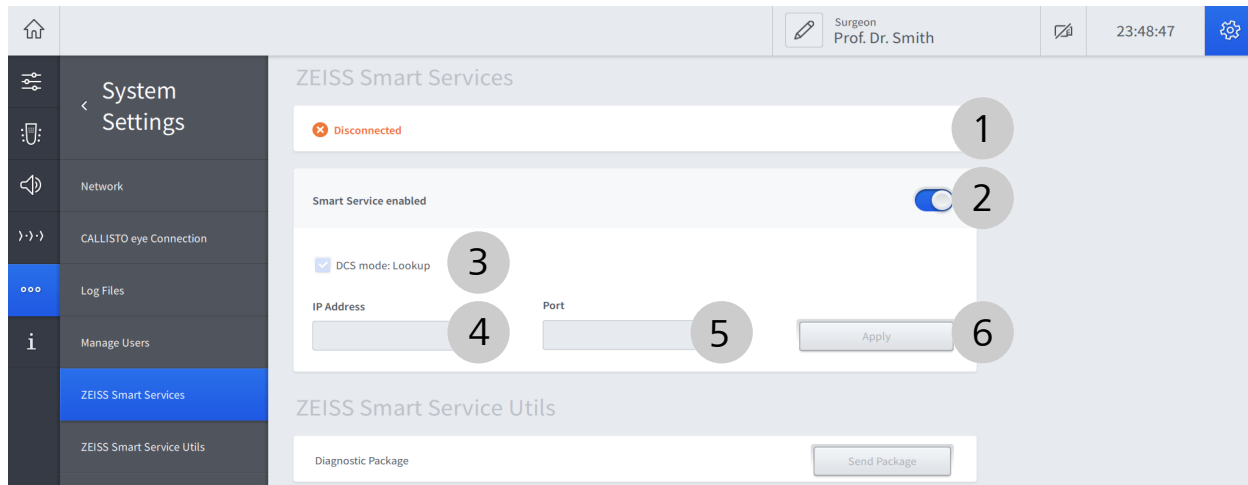 Surgeon
Prof. Dr. Smith
23:48:47
System
Settings
Network
CALLISTO eye Connection
Log Files
Manage Users
ZEISS Smart Services
ZEISS Smart Service Utils
ZEISS Smart Services
Disconnected
1
Smart Service enabled
2
DCS mode: Lookup
3
IP Address
Port
4
5
Apply
6
ZEISS Smart Service Utils
Diagnostic Package
Send Package
i